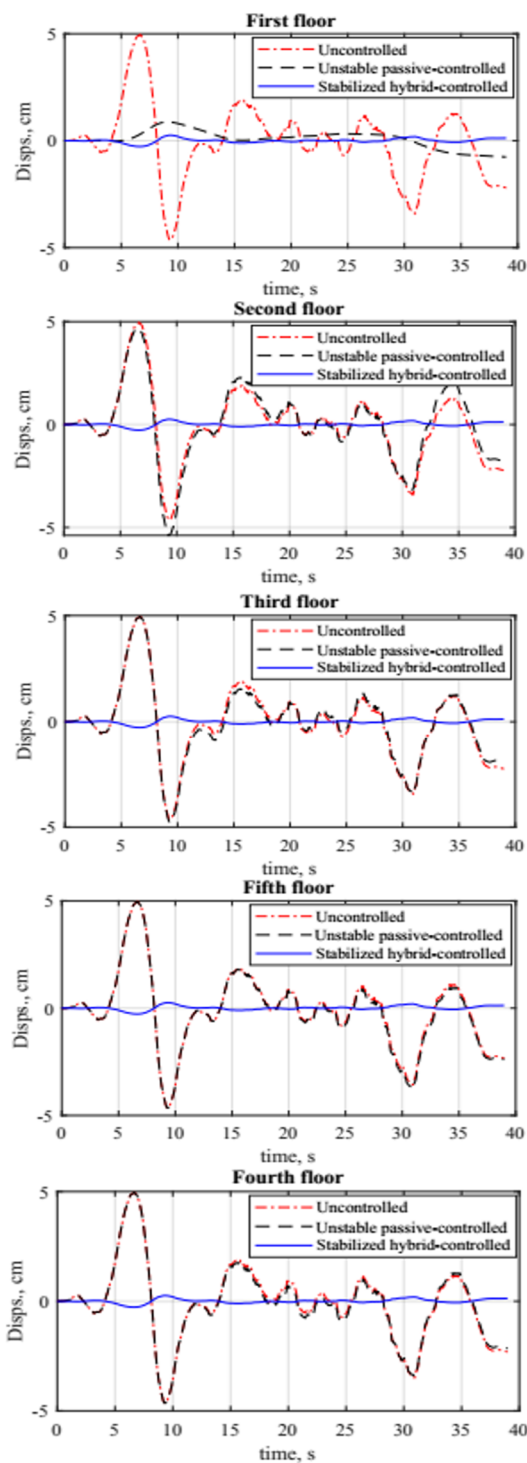 First floor
Uncontrolled
Unstable passive-controlled
Stabilized hybrid-controlled
Disps., cm
5
0
-5
0 5 10 15 20 25 30 35 40
time, s
Second floor
Uncontrolled
Unstable passive-controlled
Stabilized hybrid-controlled
Disps., cm
5
0
-5
0 5 10 15 20 25 30 35 40
time, s
Third floor
Uncontrolled
Unstable passive-controlled
Stabilized hybrid-controlled
Disps., cm
5
0
-5
0 5 10 15 20 25 30 35 40
time, s
Fifth floor
Uncontrolled
Unstable passive-controlled
Stabilized hybrid-controlled
Disps., cm
5
0
-5
0 5 10 15 20 25 30 35 40
time, s
Fourth floor
Uncontrolled
Unstable passive-controlled
Stabilized hybrid-controlled
Disps., cm
5
0
-5
0 5 10 15 20 25 30 35 40
time, s